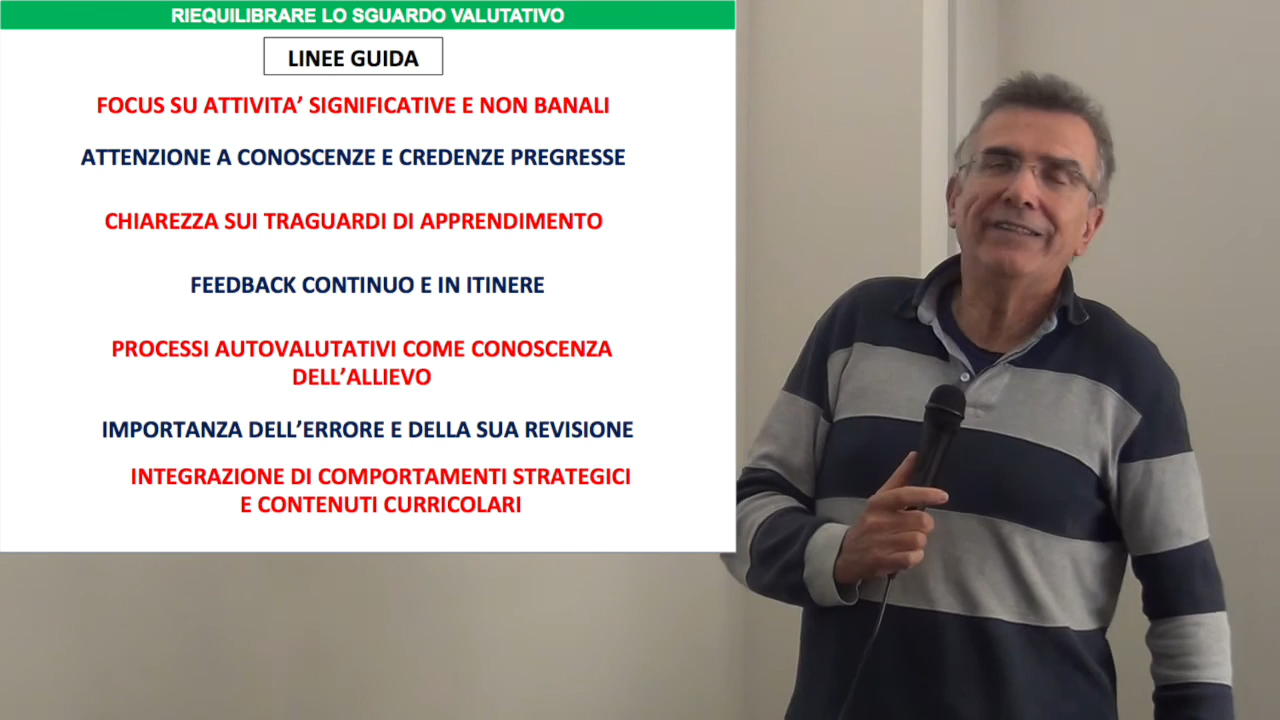 RIEQUILIBRARE LO SGUARDO VALUTATIVO
LINEE GUIDA
FOCUS SU ATTIVITA’ SIGNIFICATIVE E NON BANALI
ATTENZIONE A CONOSCENZE E CREDENZE PREGRESSE
CHIAREZZA SUI TRAGUARDI DI APPRENDIMENTO
FEEDBACK CONTINUO E IN ITINERE
PROCESSI AUTOVALUTATIVI COME CONOSCENZA
DELL’ALLIEVO
IMPORTANZA DELL’ERRORE E DELLA SUA REVISIONE
INTEGRAZIONE DI COMPORTAMENTI STRATEGICI
E CONTENUTI CURRICOLARI